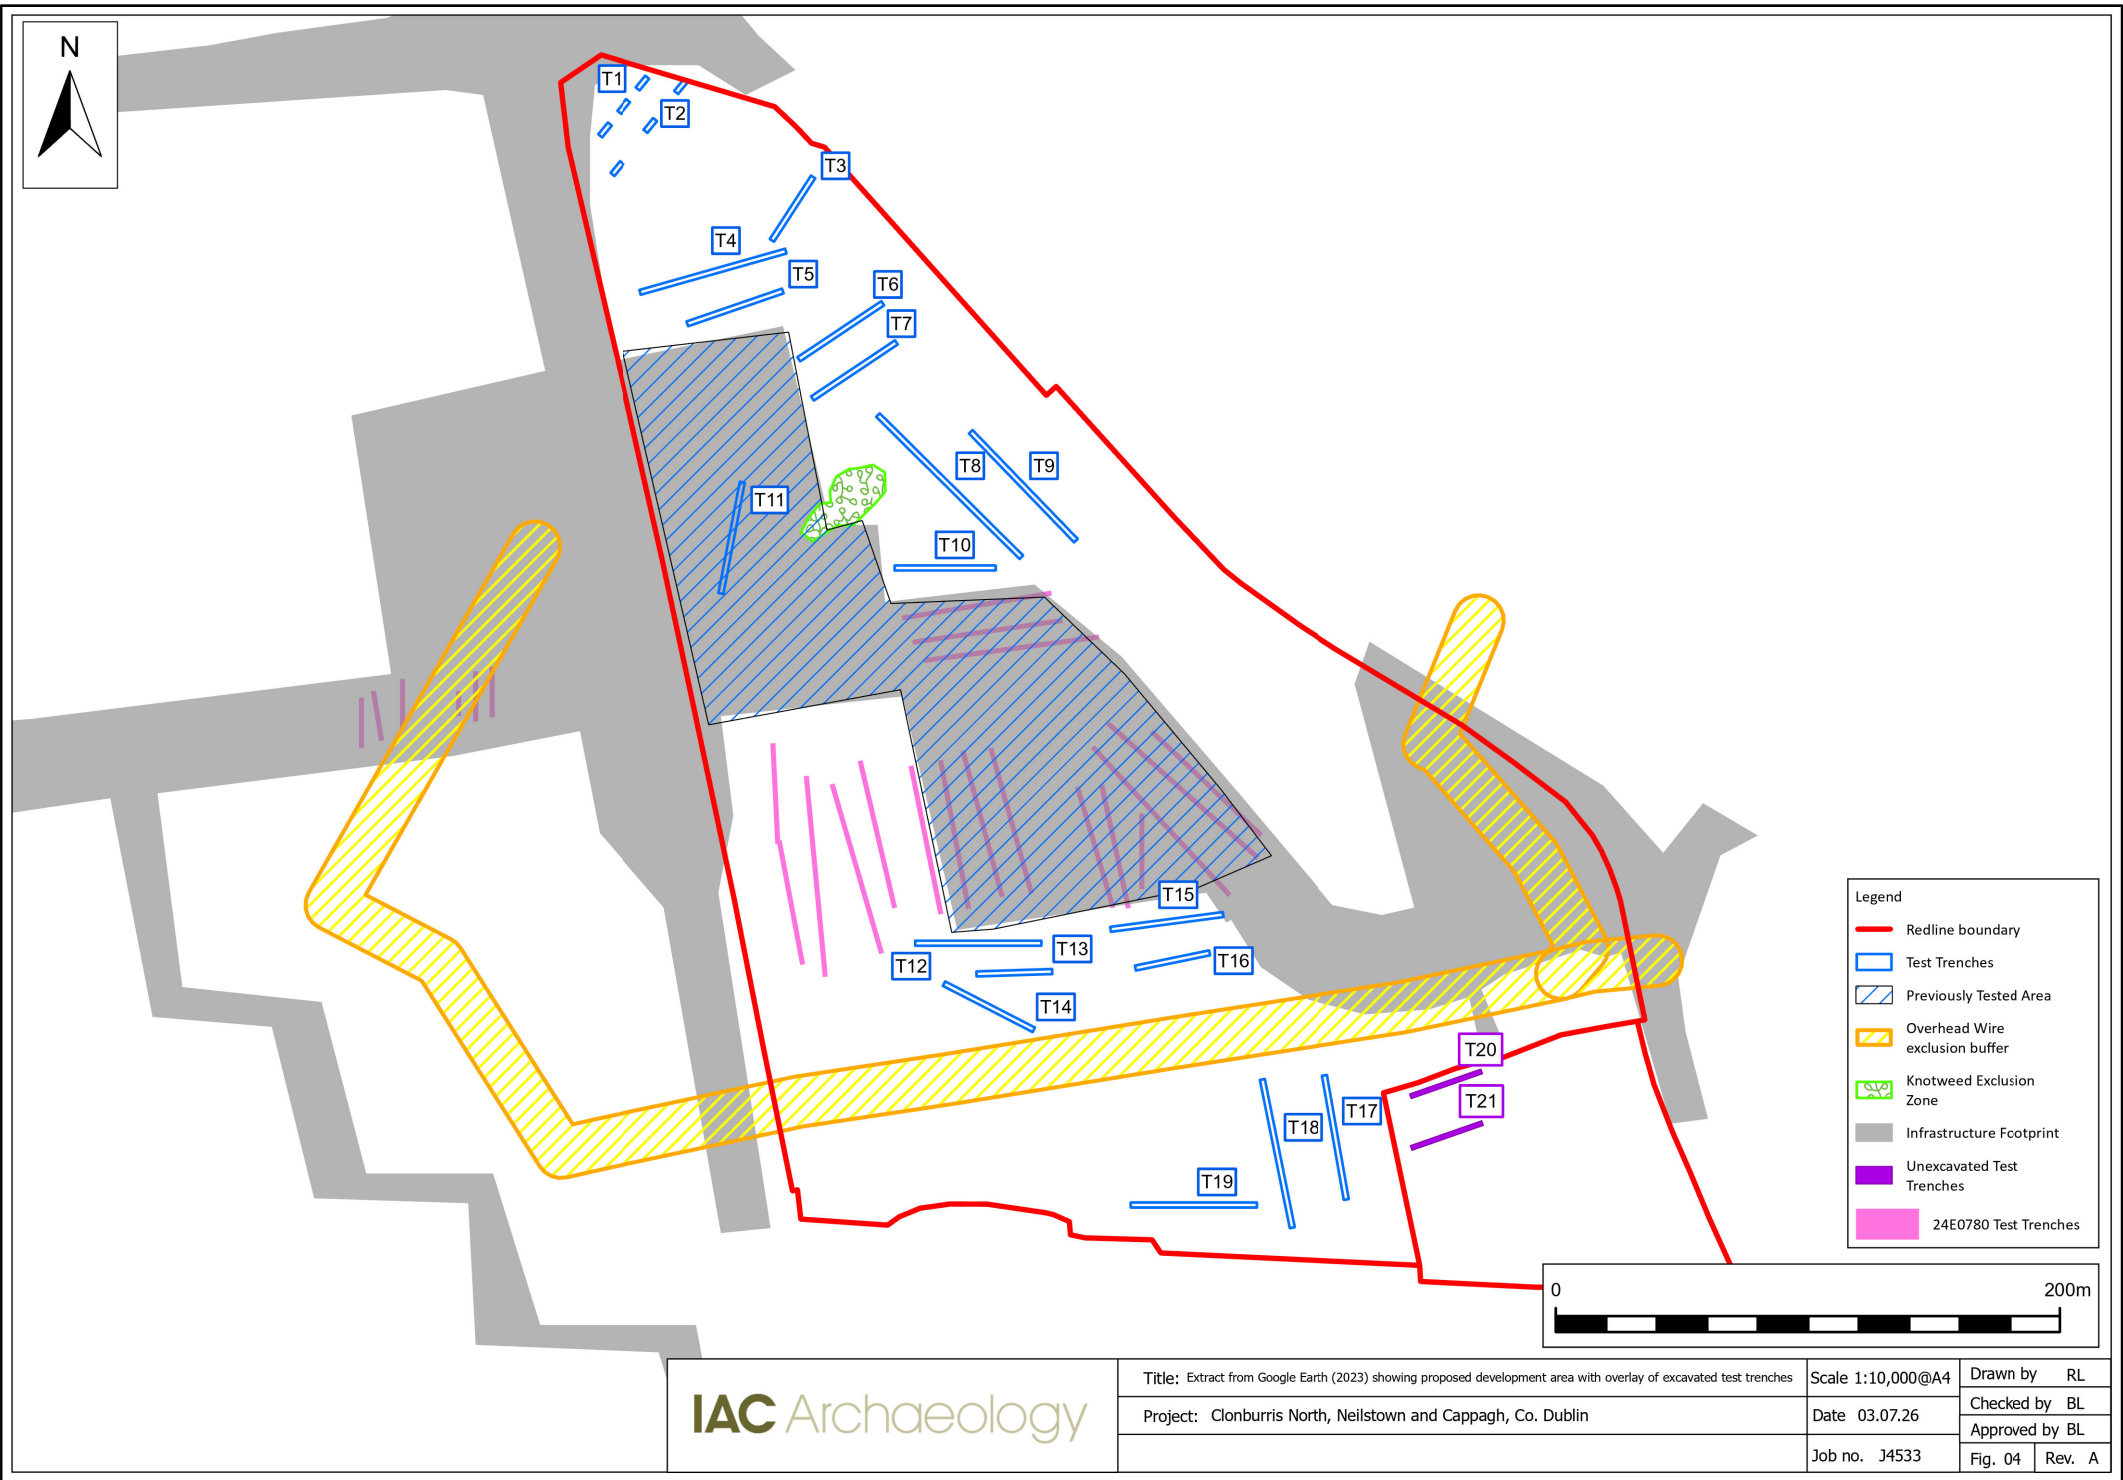 N
T1
T2
T3
T4
T5
T6
T7
T8
T9
T11
T10
T15
T13
T12
T16
T14
T20
T21
T17
T18
T19
Legend
Redline boundary
Test Trenches
Previously Tested Area
Overhead Wire
exclusion buffer
Knotweed Exclusion
Zone
Infrastructure Footprint
Unexcavated Test
Trenches
24E0780 Test Trenches
0 200m
IAC Archaeology
Title: Extract from Google Earth (2023) showing proposed development area with overlay of excavated test trenches
Project: Clonburris North, Neilstown and Cappagh, Co. Dublin
Scale 1:10,000@A4
Date 03.07.26
Job no. J4533
Drawn by RL
Checked by BL
Approved by BL
Fig. 04 Rev. A